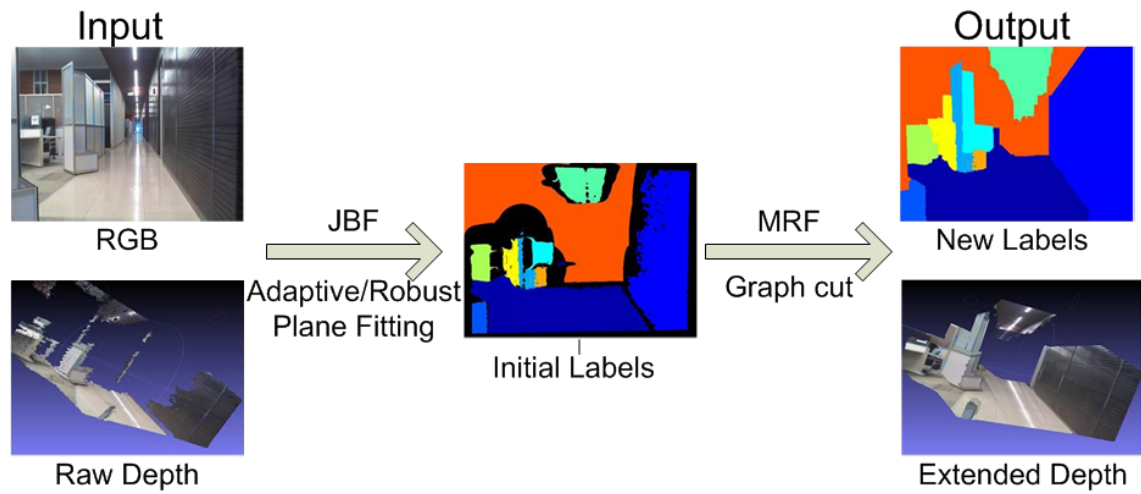 Input
RGB
Raw Depth
JBF
Adaptive/Robust
Plane Fitting
Initial Labels
MRF
Graph cut
Output
New Labels
Extended Depth